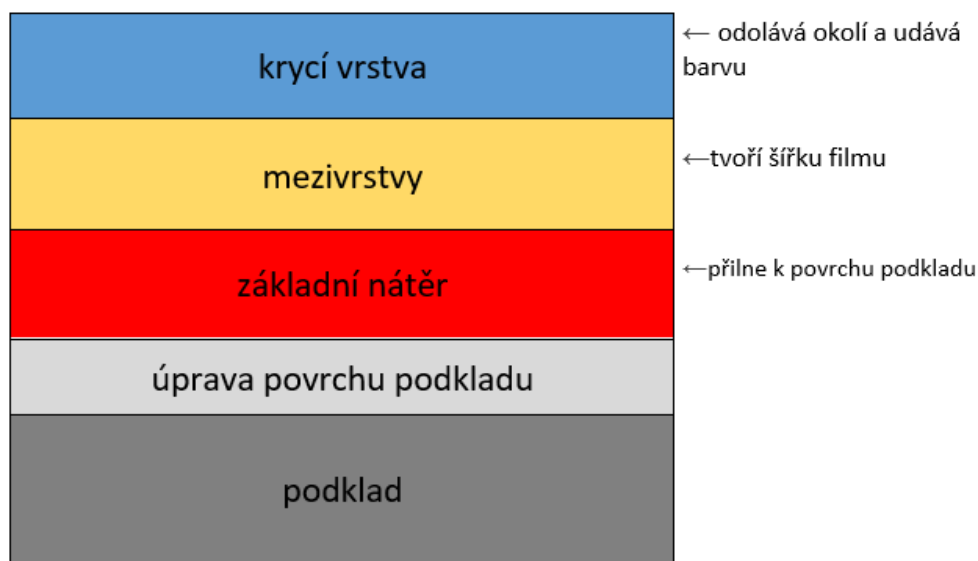 krycí vrstva
← odolává okolí a udává
barvu
mezivrstvy
←tvoří šířku filmu
základní nátěr
←přilne k povrchu podkladu
úprava povrchu podkladu
podklad